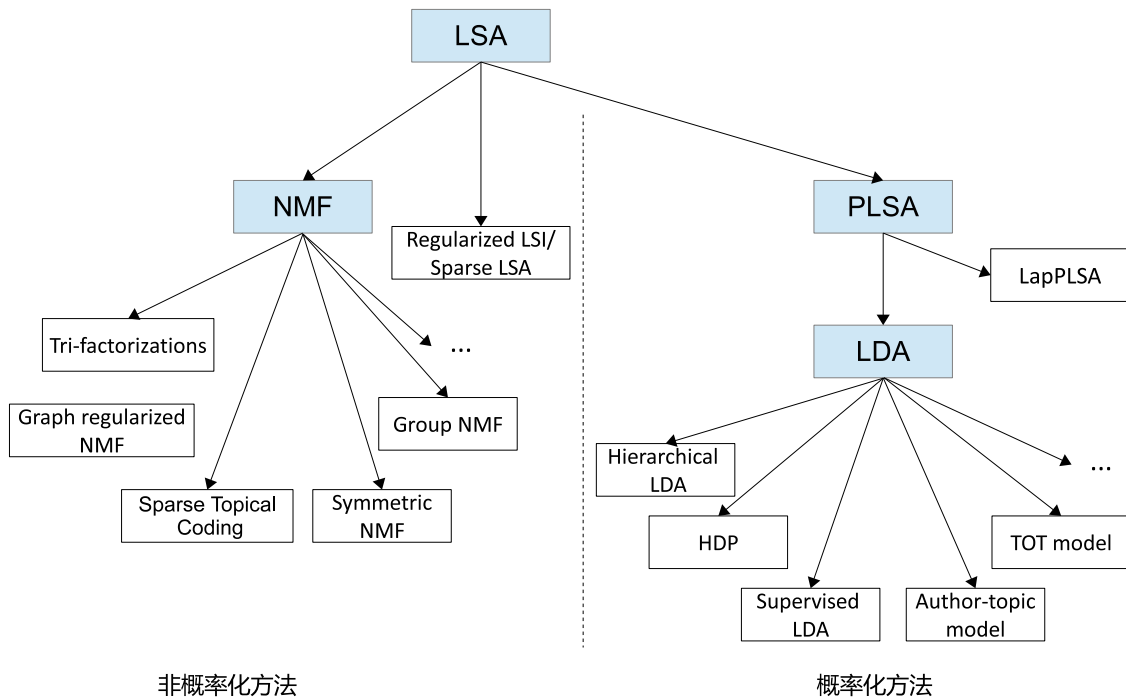 LSA
NMF
PLSA
Regularized LSI/
Sparse LSA
LapPLSA
Tri-factorizations
...
LDA
Graph regularized
NMF
Group NMF
Hierarchical
LDA
...
Sparse Topical
Coding
Symmetric
NMF
HDP
TOT model
Supervised
LDA
Author-topic
model
非概率化方法
概率化方法